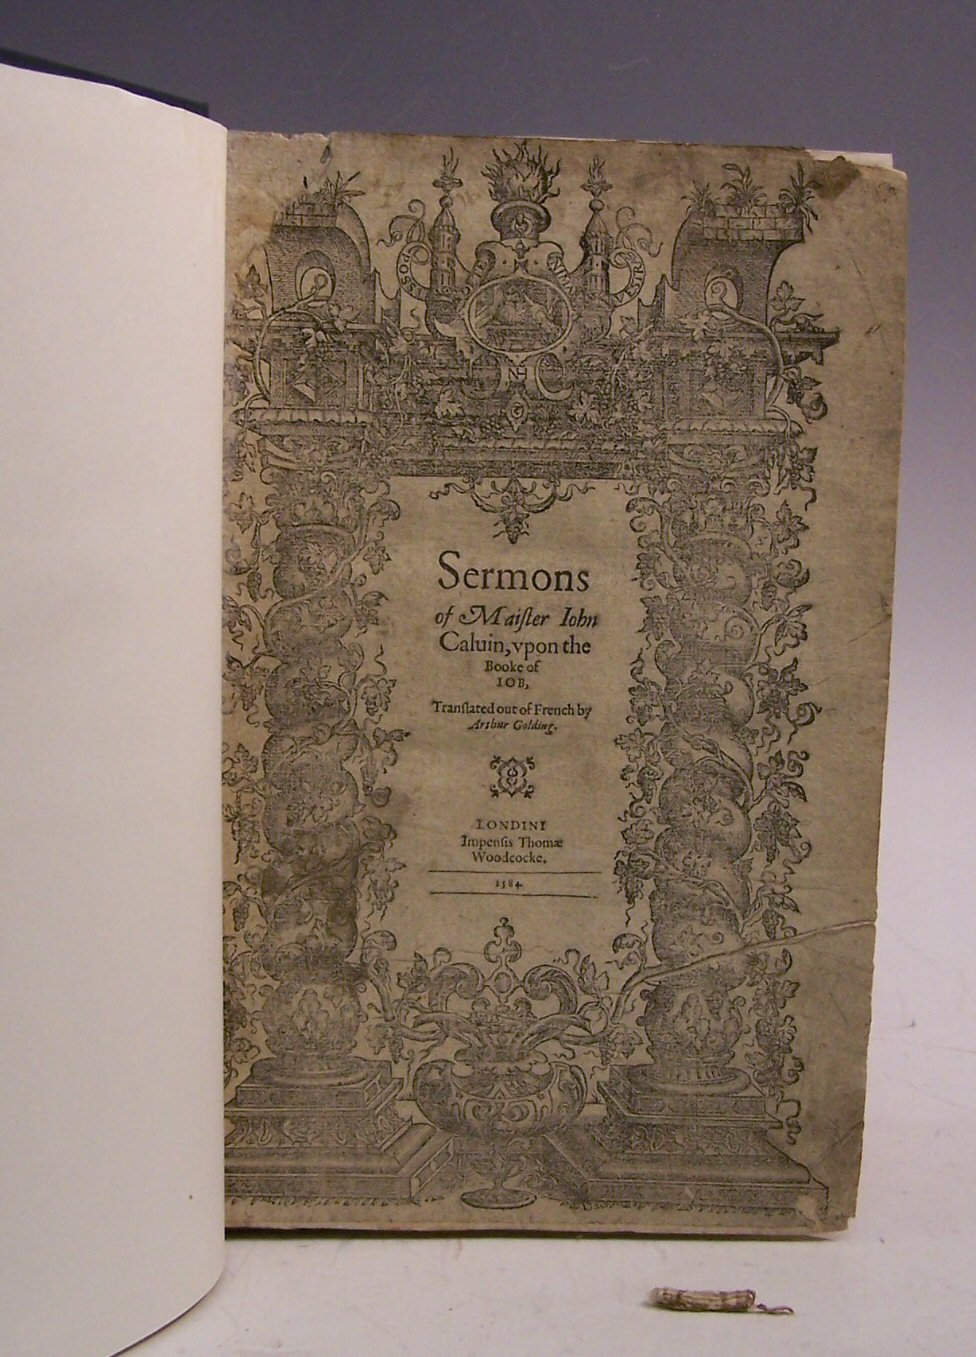 NH
Sermons
of Maiſter Iohn
Caluin, vpon the
Booke of
IOB,
Tranſlated out of French by
Arthur Golding.
LONDINI
Impenſis Thomæ
Woodcocke.
1584.